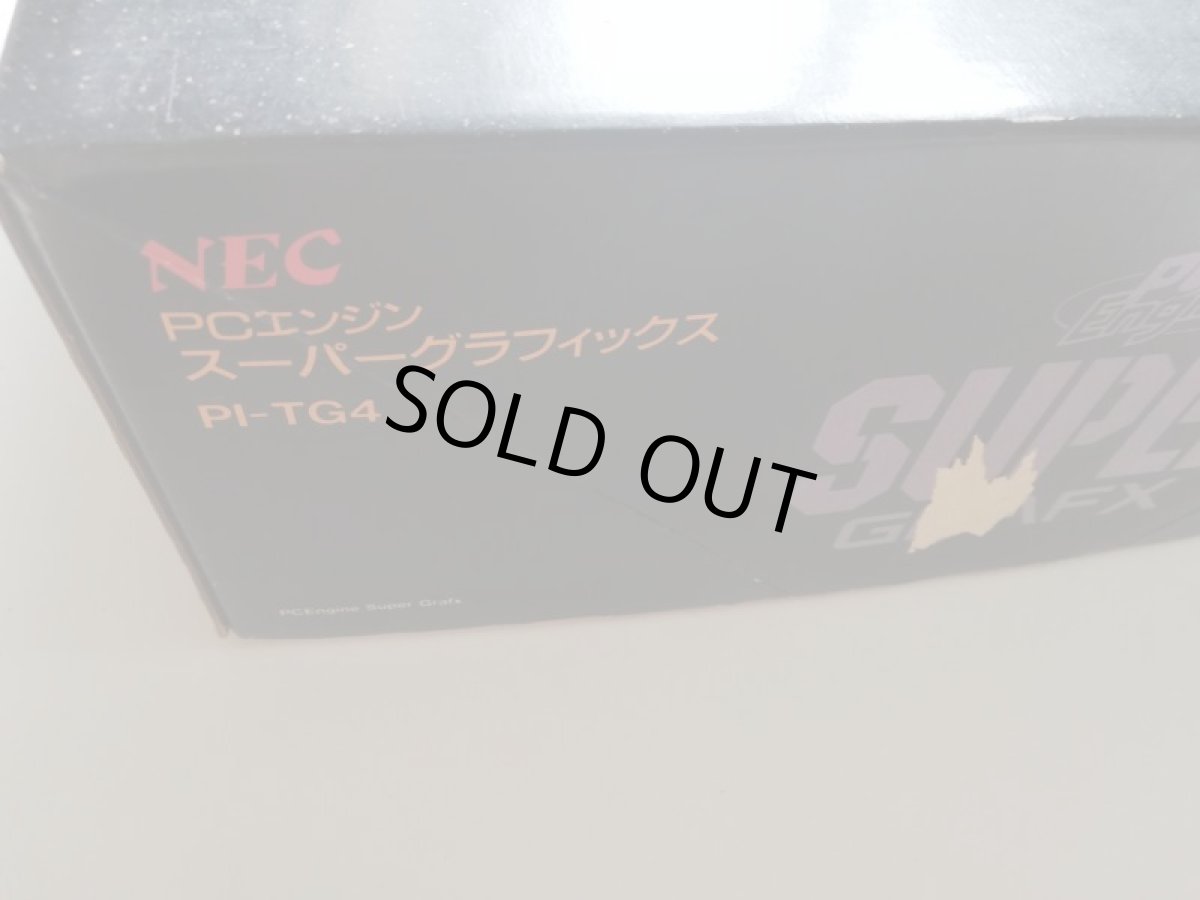 NEC
PCエンジン
スーパーグラフィックス
PI-TG4
PCEngine Super Grafx
SOLD OUT